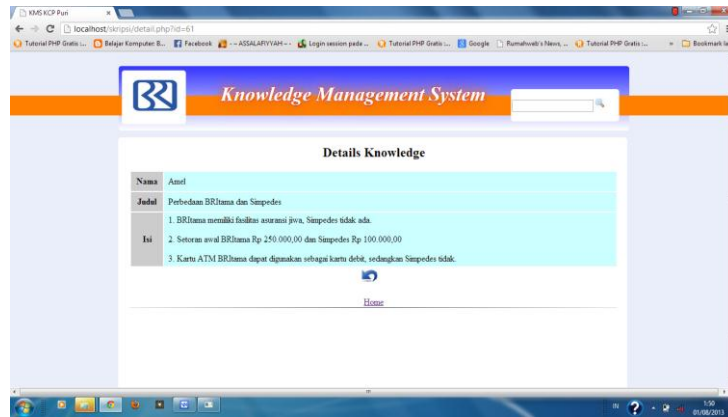 KMS KCP Puri
localhost/skripsi/detail.php?id=61
Tutorial PHP Gratis :... Belajar Komputer: B... Facebook -- ASSALAFIYYAH -- Login session pada ... Tutorial PHP Gratis :... Google Rumahweb's News, ... Tutorial PHP Gratis :... » Bookmark la
Knowledge Management System
Details Knowledge
Nama Amel
Judul Perbedaan BRItama dan Simpedes
1. BRItama memiliki fasilitas asuransi jiwa, Simpedes tidak ada.
Isi 2. Setoran awal BRItama Rp 250.000,00 dan Simpedes Rp 100.000,00
3. Kartu ATM BRItama dapat digunakan sebagai kartu debit, sedangkan Simpedes tidak.
Home
IN 1:50